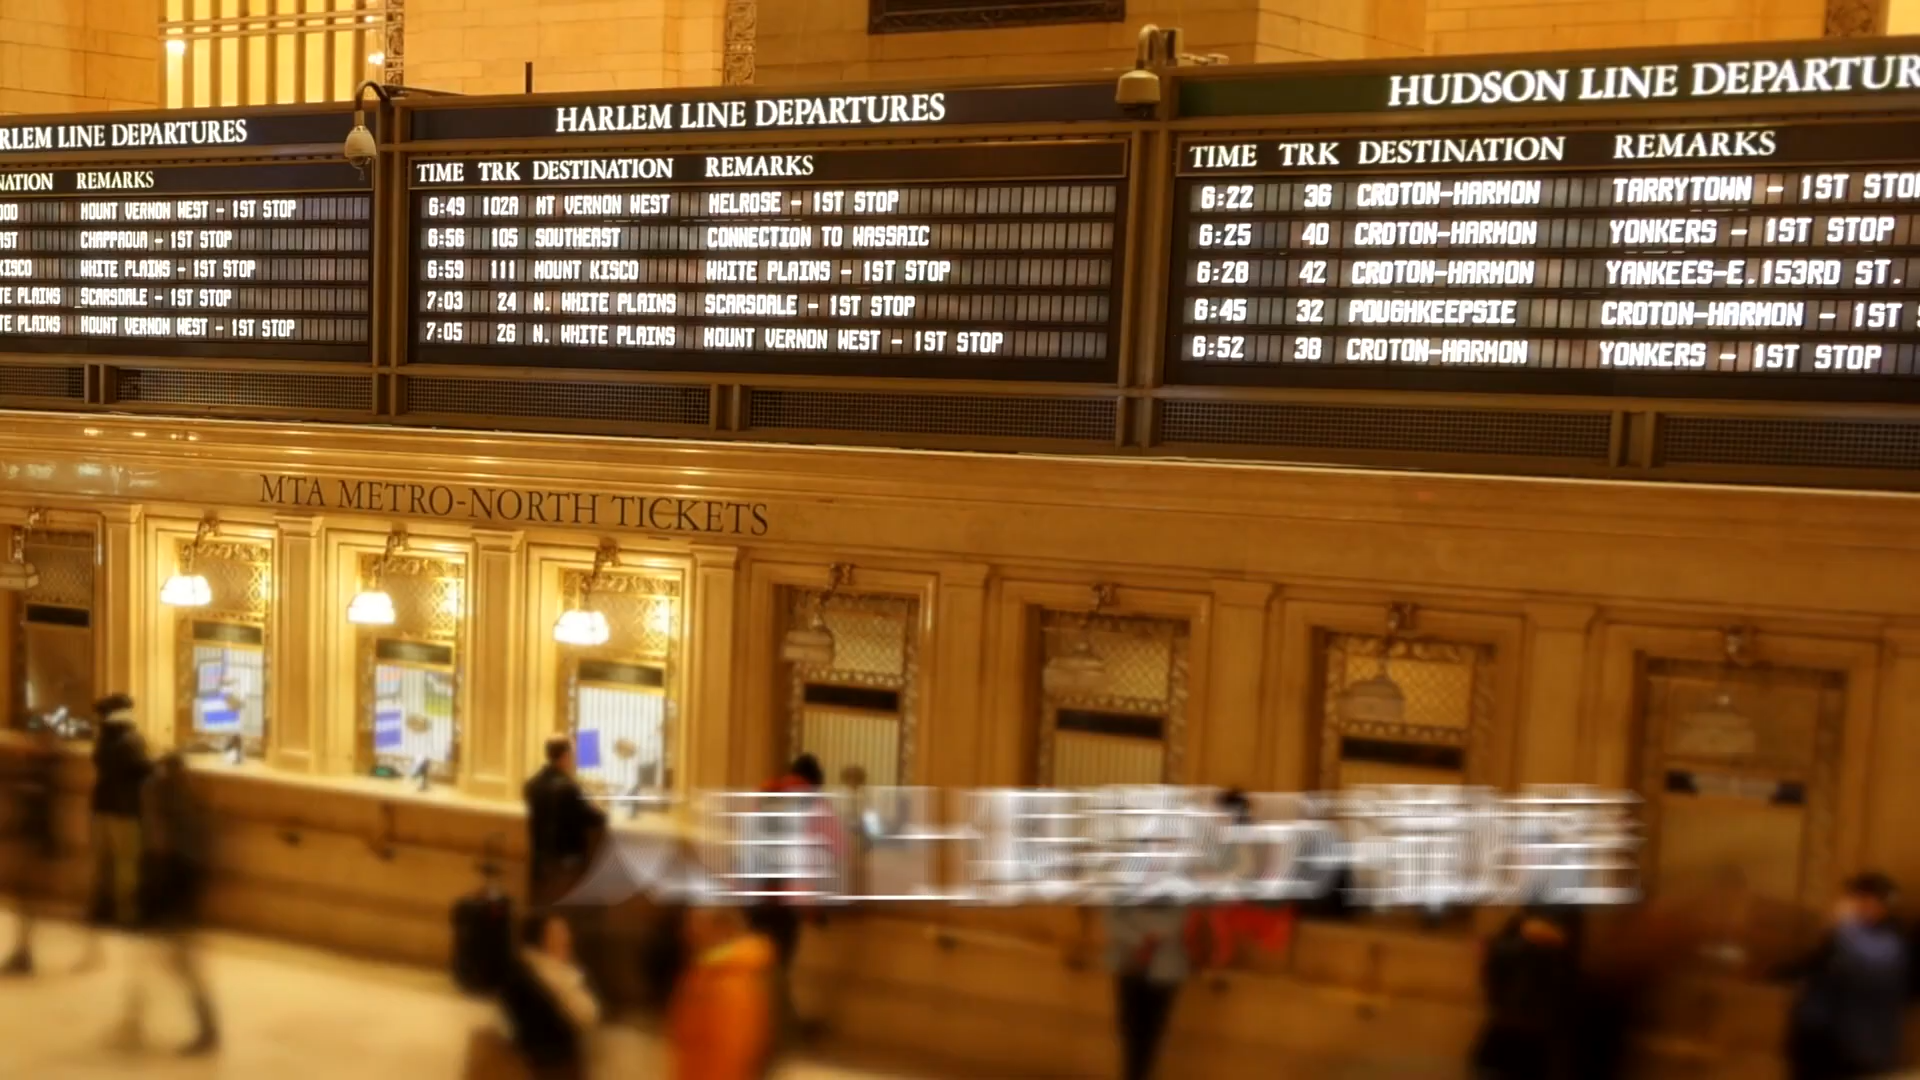 RLEM LINE DEPARTURES
NATION REMARKS
MOUNT VERNON WEST - 1ST STOP
CHAPPAQUA - 1ST STOP
KISCO WHITE PLAINS - 1ST STOP
TE PLAINS SCARSDALE - 1ST STOP
TE PLAINS MOUNT VERNON WEST - 1ST STOP
HARLEM LINE DEPARTURES
TIME TRK DESTINATION REMARKS
6:49 102A MT VERNON WEST MELROSE - 1ST STOP
6:56 105 SOUTHEAST CONNECTION TO WASSAIC
6:59 111 MOUNT KISCO WHITE PLAINS - 1ST STOP
7:03 24 N. WHITE PLAINS SCARSDALE - 1ST STOP
7:05 26 N. WHITE PLAINS MOUNT VERNON WEST - 1ST STOP
HUDSON LINE DEPARTUR
TIME TRK DESTINATION REMARKS
6:22 36 CROTON-HARMON TARRYTOWN - 1ST STO
6:25 40 CROTON-HARMON YONKERS - 1ST STOP
6:28 42 CROTON-HARMON YANKEES-E.153RD ST.
6:45 32 POUGHKEEPSIE CROTON-HARMON - 1ST
6:52 38 CROTON-HARMON YONKERS - 1ST STOP
MTA METRO-NORTH TICKETS